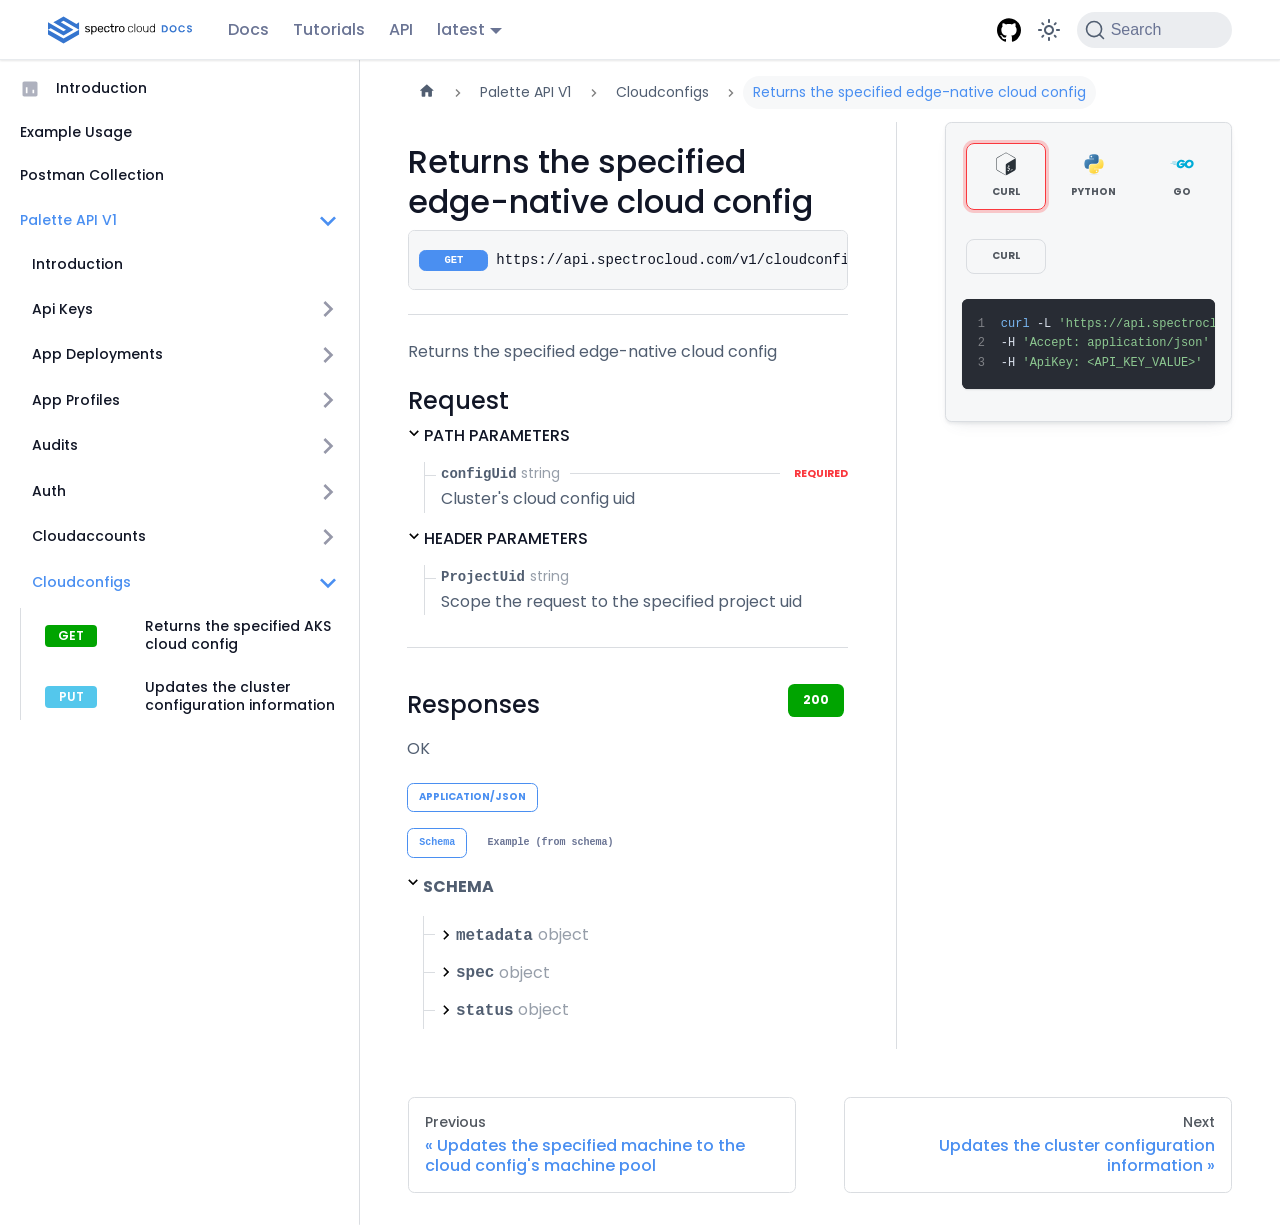 spectro cloud DOCS
Docs
Tutorials
API
latest
Search
Introduction
Example Usage
Postman Collection
Palette API V1
Introduction
Api Keys
App Deployments
App Profiles
Audits
Auth
Cloudaccounts
Cloudconfigs
GET Returns the specified AKS
cloud config
PUT Updates the cluster
configuration information
Palette API V1
Cloudconfigs
Returns the specified edge-native cloud config
Returns the specified
edge-native cloud config
GET https://api.spectrocloud.com/v1/cloudconfi
Returns the specified edge-native cloud config
Request
PATH PARAMETERS
configUid string REQUIRED
Cluster's cloud config uid
HEADER PARAMETERS
ProjectUid string
Scope the request to the specified project uid
Responses
200
OK
APPLICATION/JSON
Schema Example (from schema)
SCHEMA
metadata object
spec object
status object
CURL PYTHON GO
CURL
1 curl -L 'https://api.spectrocl
2 -H 'Accept: application/json'
3 -H 'ApiKey: <API_KEY_VALUE>'
Previous
« Updates the specified machine to the
cloud config's machine pool
Next
Updates the cluster configuration
information »